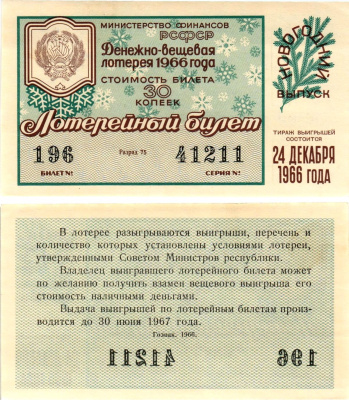 МИНИСТЕРСТВО ФИНАНСОВ
РСФСР
Денежно-вещевая
лотерея 1966 года
СТОИМОСТЬ БИЛЕТА
30
КОПЕЕК
НОВОГОДНИЙ
ВЫПУСК
Лотерейный билет
196 Разряд 75 41211
БИЛЕТ № СЕРИЯ №
ТИРАЖ ВЫИГРЫШЕЙ
СОСТОИТСЯ
24 ДЕКАБРЯ
1966 ГОДА
В лотерее разыгрываются выигрыши, перечень и
количество которых установлены условиями лотереи,
утвержденными Советом Министров республики.
Владелец выигравшего лотерейного билета может
по желанию получить взамен вещевого выигрыша его
стоимость наличными деньгами.
Выдача выигрышей по лотерейным билетам произ-
водится до 30 июня 1967 года.
Гознак. 1966.
41211 196